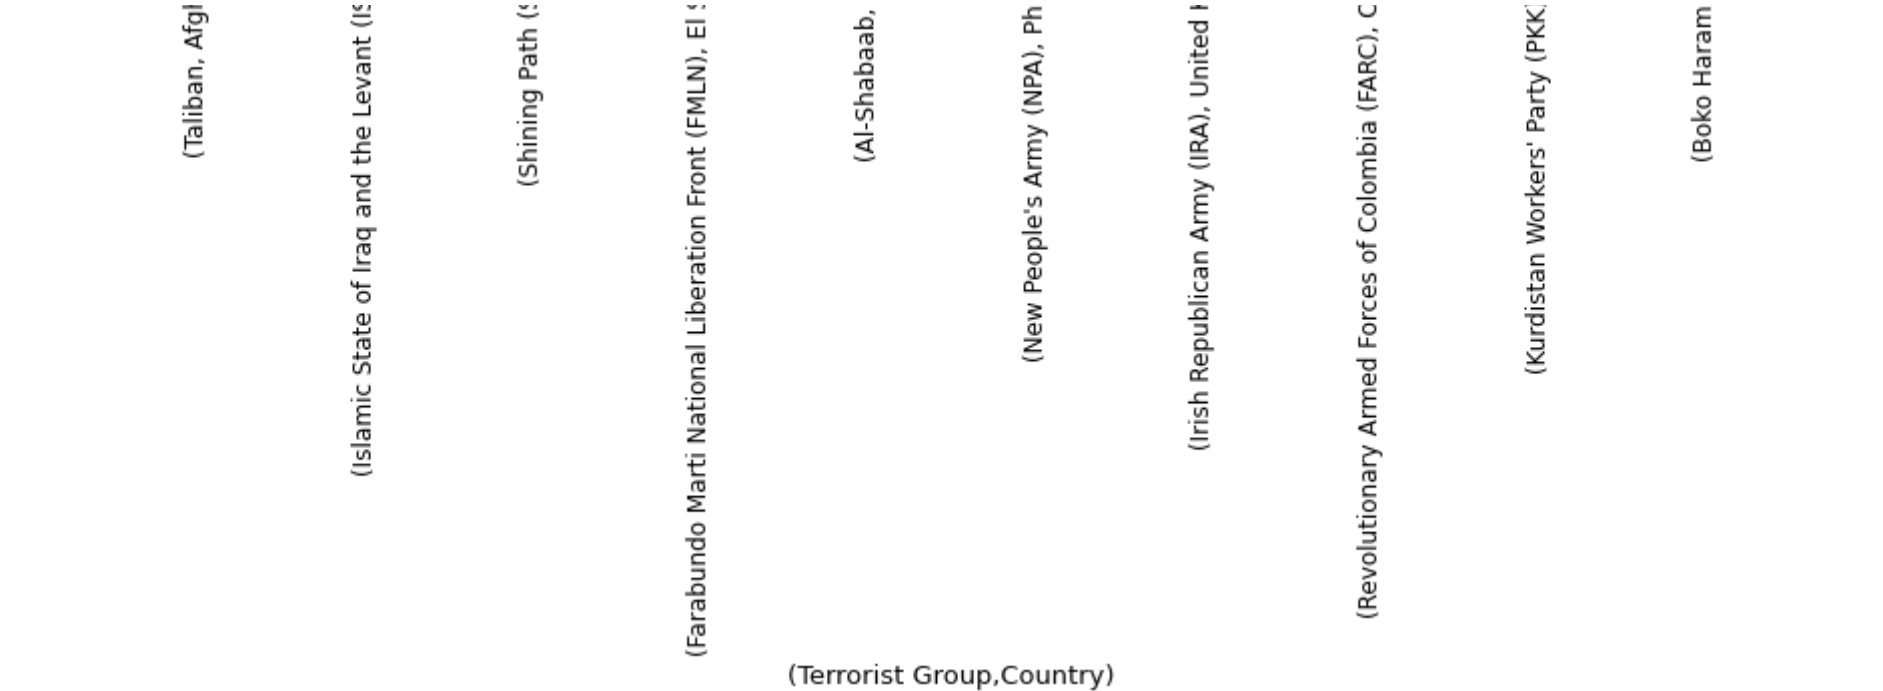 (Taliban, Afgh
(Islamic State of Iraq and the Levant (IS
(Shining Path (S
(Farabundo Marti National Liberation Front (FMLN), El S
(Al-Shabaab,
(New People's Army (NPA), Ph
(Irish Republican Army (IRA), United K
(Revolutionary Armed Forces of Colombia (FARC), C
(Kurdistan Workers' Party (PKK)
(Boko Haram
(Terrorist Group,Country)